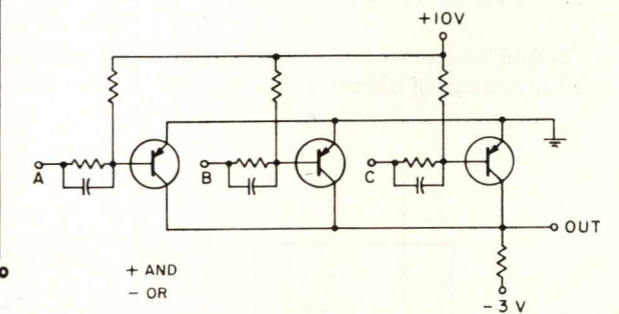 +10V
A
B
C
OUT
+ AND
- OR
-3 V